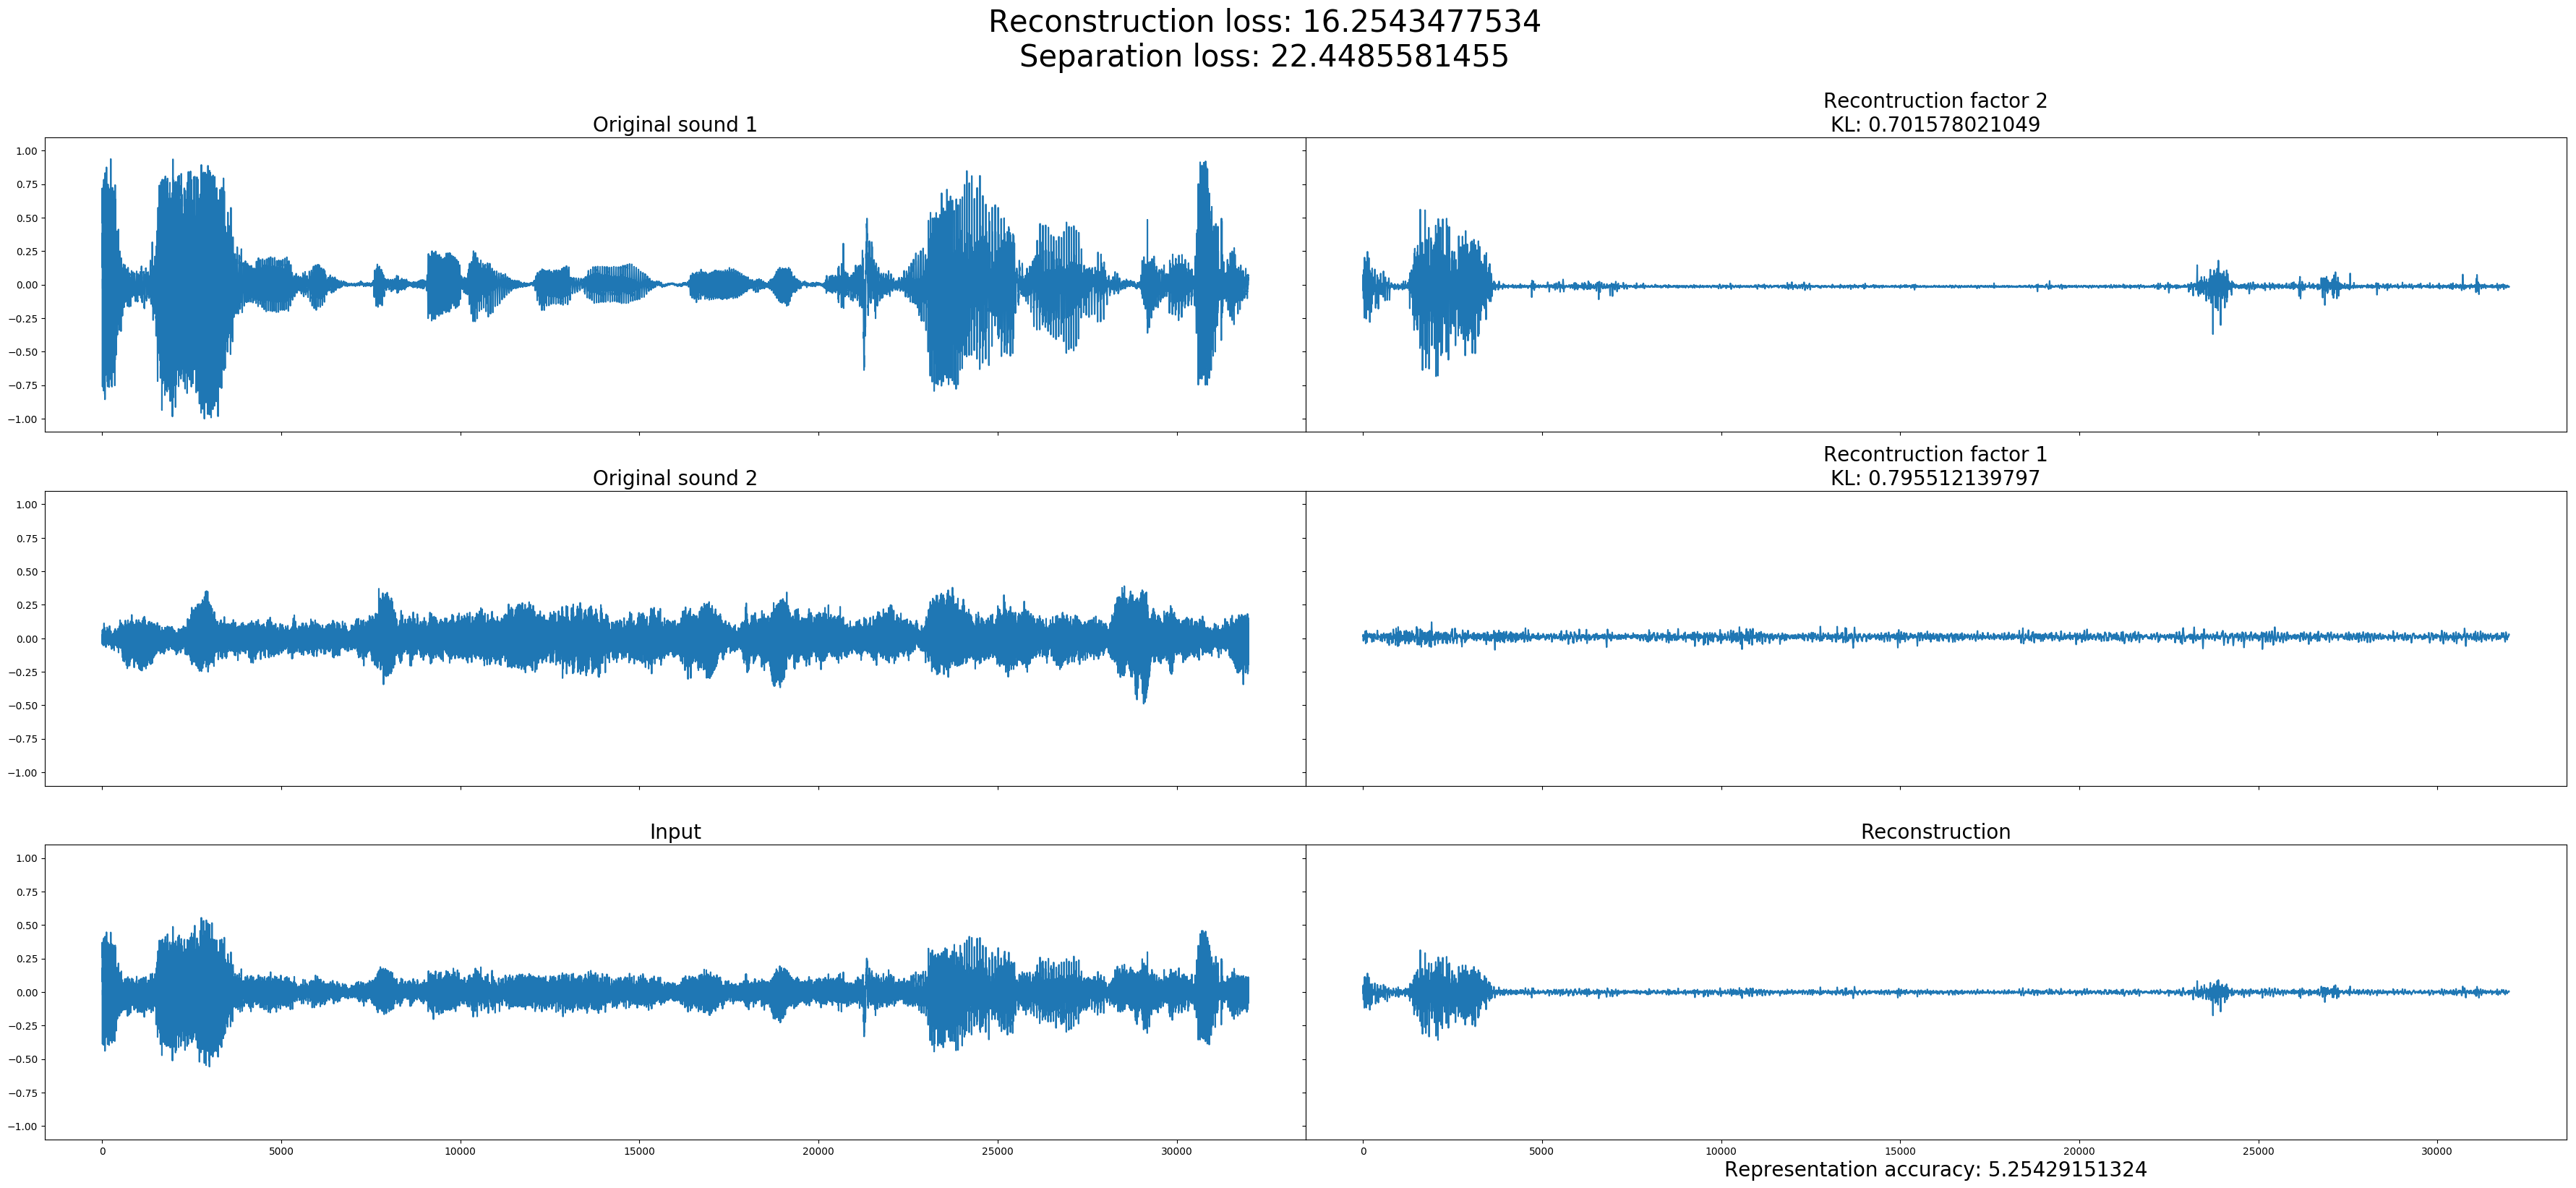 Reconstruction loss: 16.2543477534
Separation loss: 22.4485581455
Original sound 1
Recontruction factor 2
KL: 0.701578021049
1.00
0.75
0.50
0.25
0.00
−0.25
−0.50
−0.75
−1.00
Original sound 2
Recontruction factor 1
KL: 0.795512139797
1.00
0.75
0.50
0.25
0.00
−0.25
−0.50
−0.75
−1.00
Input
Reconstruction
1.00
0.75
0.50
0.25
0.00
−0.25
−0.50
−0.75
−1.00
0 5000 10000 15000 20000 25000 30000
0 5000 10000 15000 20000 25000 30000
Representation accuracy: 5.25429151324